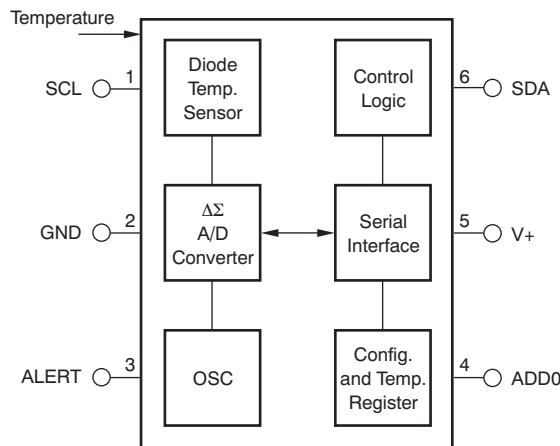 Temperature
SCL
1
Diode
Temp.
Sensor
Control
Logic
6
SDA
GND
2
ΔΣ
A/D
Converter
Serial
Interface
5
V+
ALERT
3
OSC
Config.
and Temp.
Register
4
ADD0